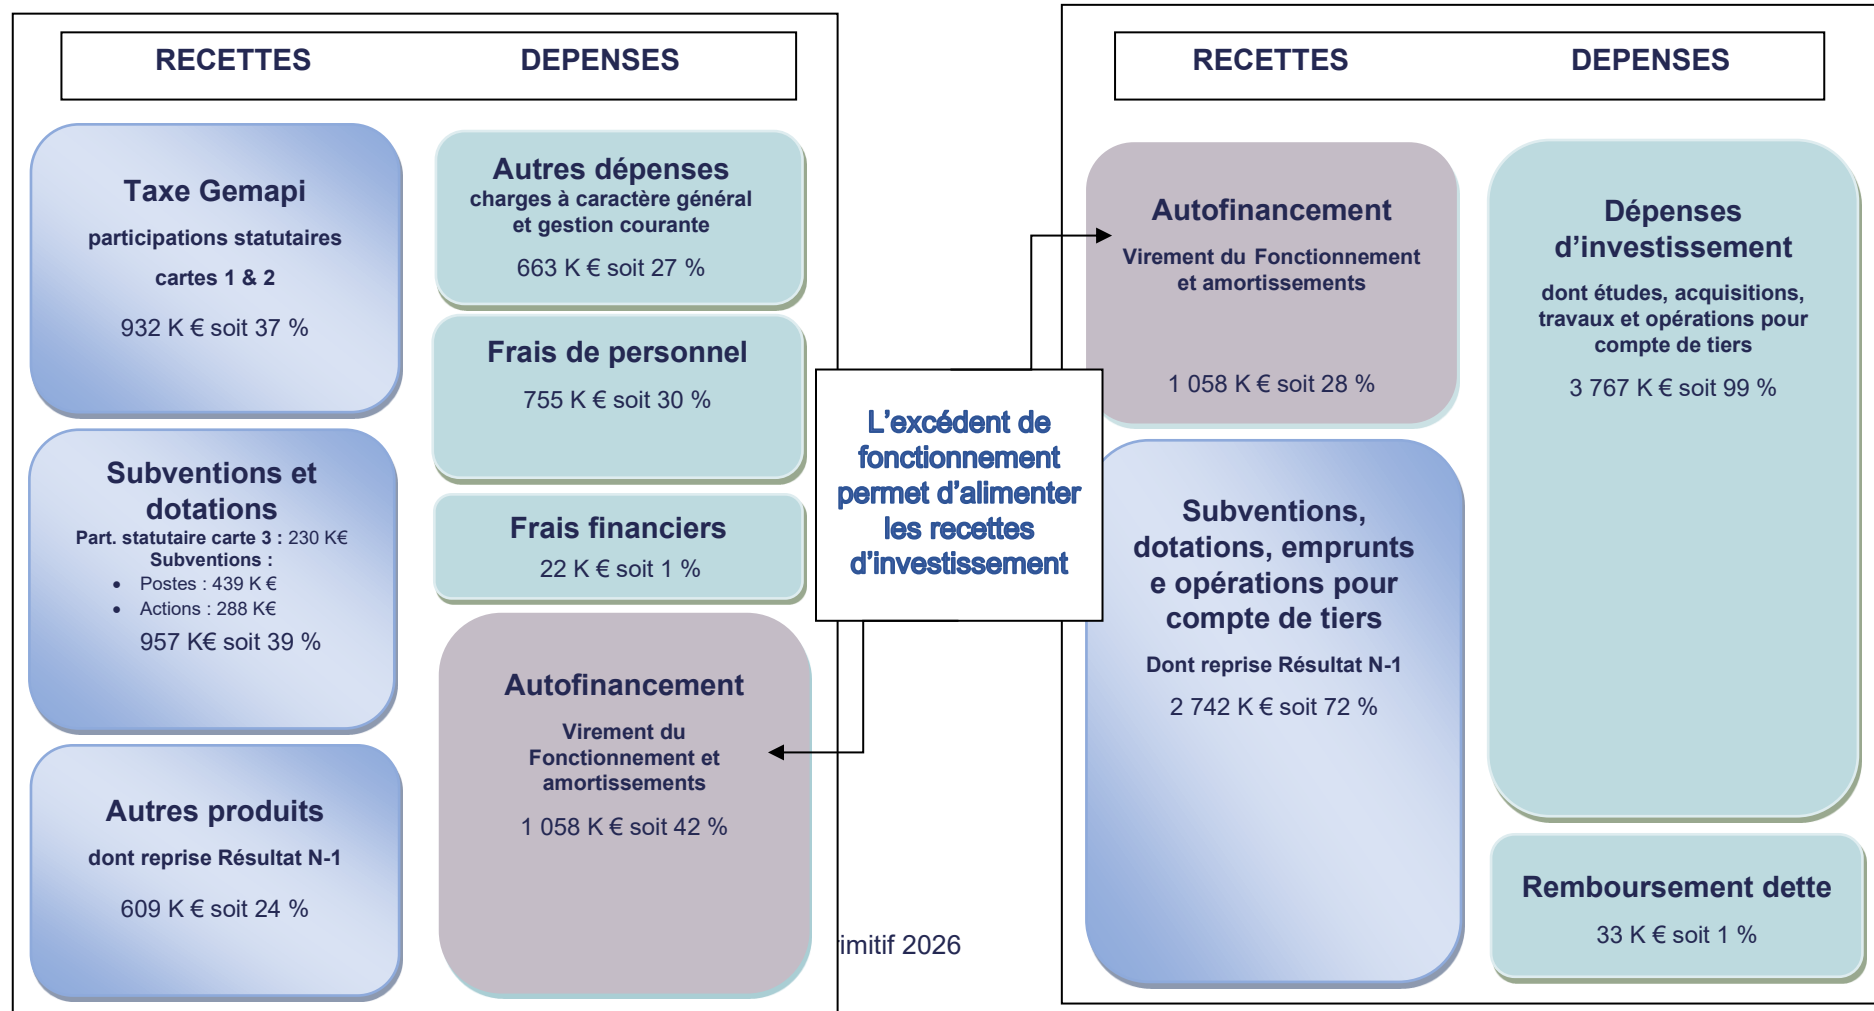 RECETTES
DEPENSES
Taxe Gemapi
participations statutaires
cartes 1 & 2
932 K € soit 37 %
Subventions et
dotations
Part. statutaire carte 3 : 230 K€
Subventions :
• Postes : 439 K €
• Actions : 288 K€
957 K€ soit 39 %
Autres produits
dont reprise Résultat N-1
609 K € soit 24 %
Autres dépenses
charges à caractère général
et gestion courante
663 K € soit 27 %
Frais de personnel
755 K € soit 30 %
Frais financiers
22 K € soit 1 %
Autofinancement
Virement du
Fonctionnement et
amortissements
1 058 K € soit 42 %
L'excédent de
fonctionnement
permet d'alimenter
les recettes
d'investissement
imitif 2026
RECETTES
DEPENSES
Autofinancement
Virement du Fonctionnement
et amortissements
1 058 K € soit 28 %
Subventions,
dotations, emprunts
e opérations pour
compte de tiers
Dont reprise Résultat N-1
2 742 K € soit 72 %
Dépenses
d'investissement
dont études, acquisitions,
travaux et opérations pour
compte de tiers
3 767 K € soit 99 %
Remboursement dette
33 K € soit 1 %